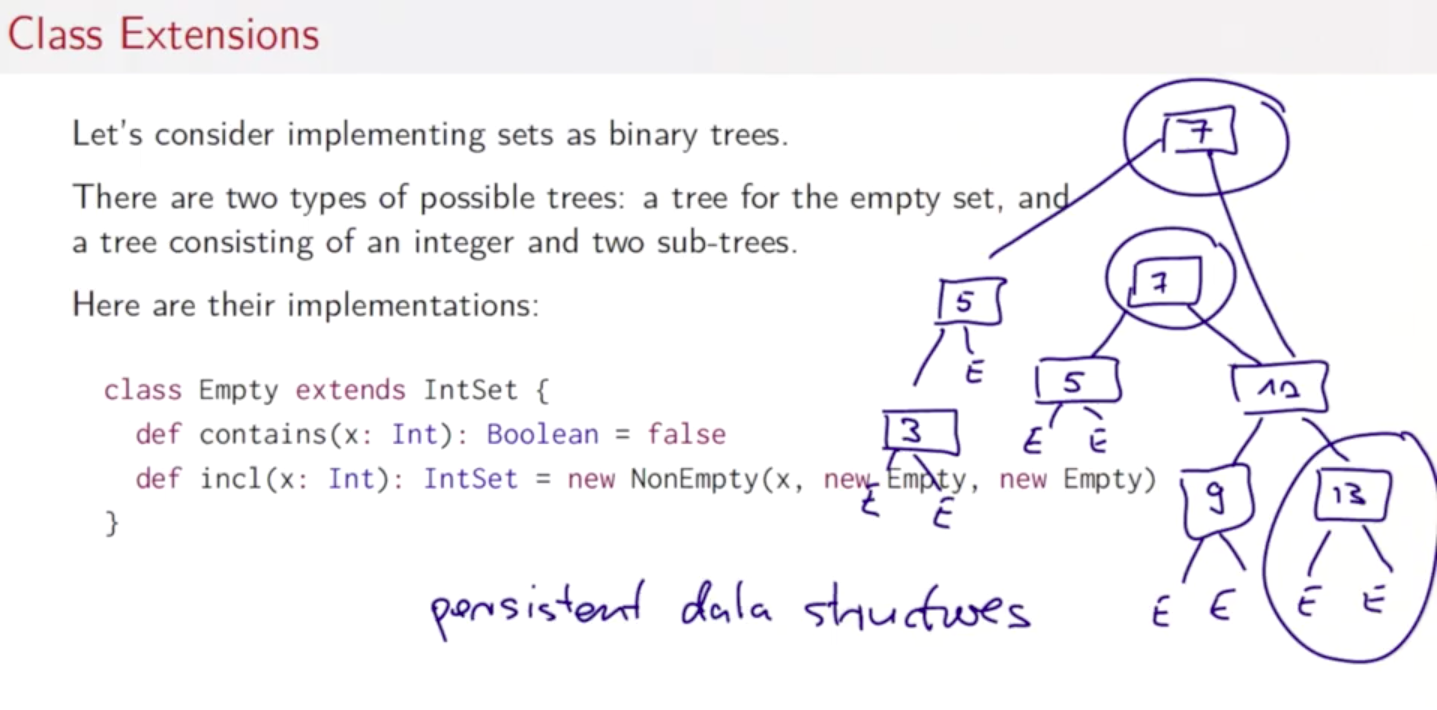 Class Extensions
Let's consider implementing sets as binary trees.
There are two types of possible trees: a tree for the empty set, and
a tree consisting of an integer and two sub-trees.
Here are their implementations:
class Empty extends IntSet {
def contains(x: Int): Boolean = false
def incl(x: Int): IntSet = new NonEmpty(x, new Empty, new Empty)
}
persistent data structures
7
7
5
E
5
12
3
E E
E E
9
13
E E
E E